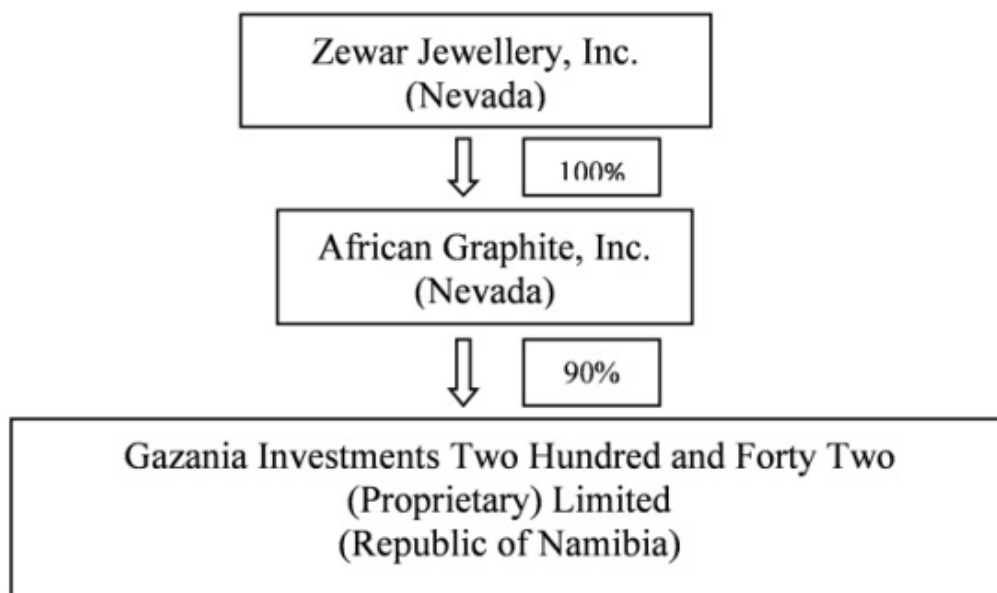 Zewar Jewellery, Inc.
(Nevada)
100%
African Graphite, Inc.
(Nevada)
90%
Gazania Investments Two Hundred and Forty Two
(Proprietary) Limited
(Republic of Namibia)